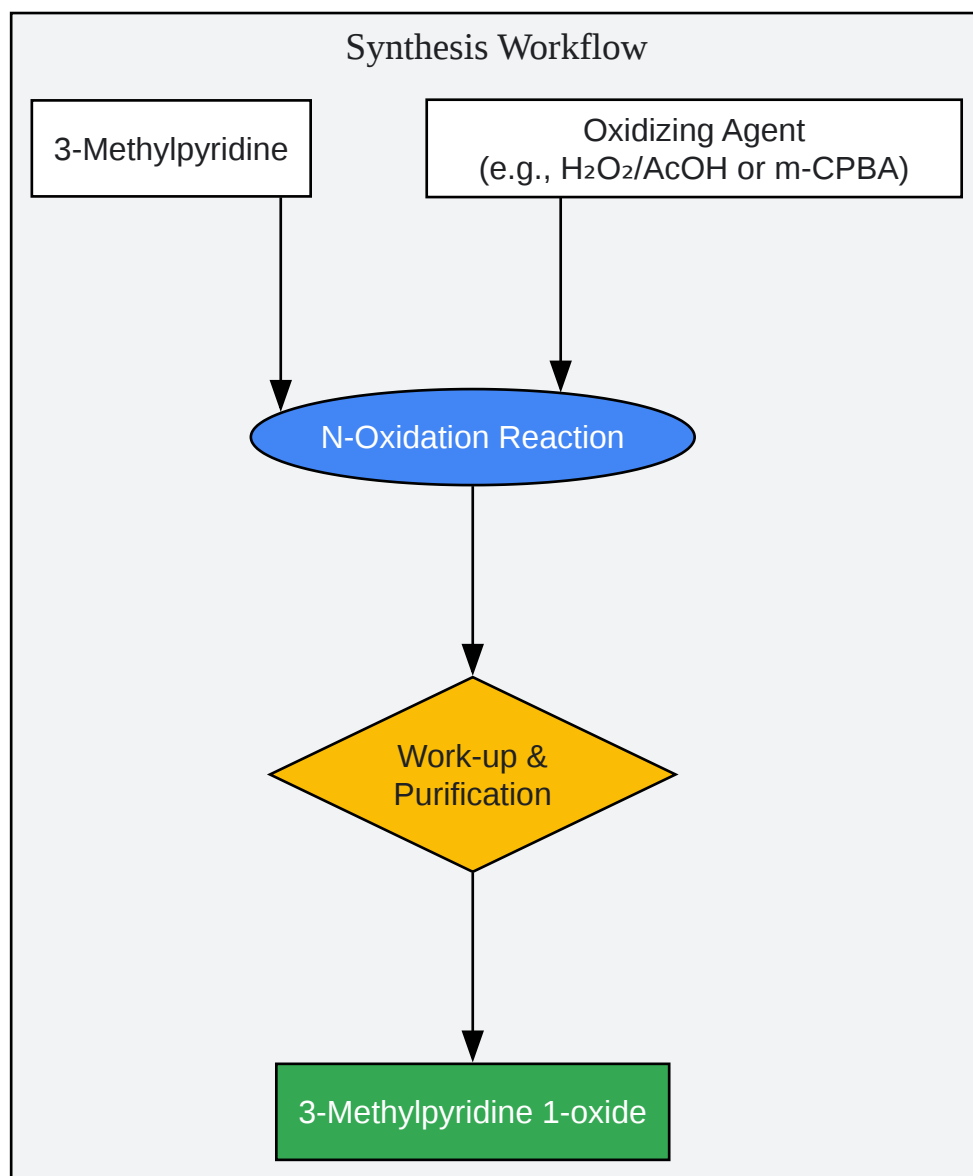 Synthesis Workflow
3-Methylpyridine
Oxidizing Agent
(e.g., H₂O₂/AcOH or m-CPBA)
N-Oxidation Reaction
Work-up &
Purification
3-Methylpyridine 1-oxide